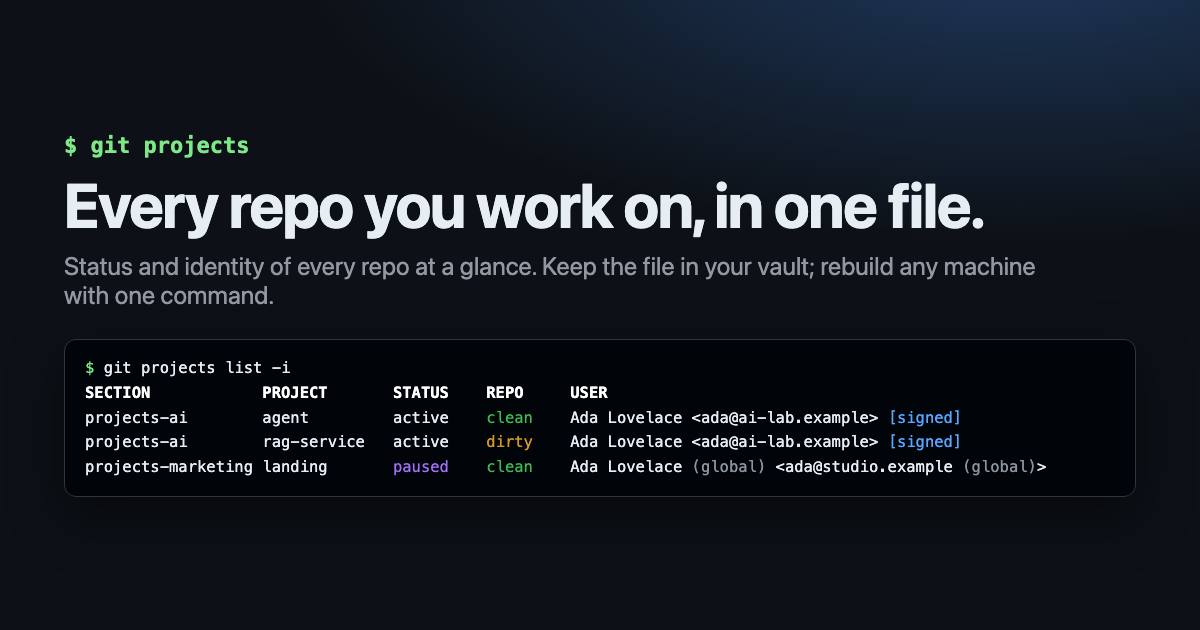 $ git projects
Every repo you work on, in one file.
Status and identity of every repo at a glance. Keep the file in your vault; rebuild any machine
with one command.
$ git projects list -i
SECTION PROJECT STATUS REPO USER
projects-ai agent active clean Ada Lovelace <ada@ai-lab.example> [signed]
projects-ai rag-service active dirty Ada Lovelace <ada@ai-lab.example> [signed]
projects-marketing landing paused clean Ada Lovelace (global) <ada@studio.example (global)>